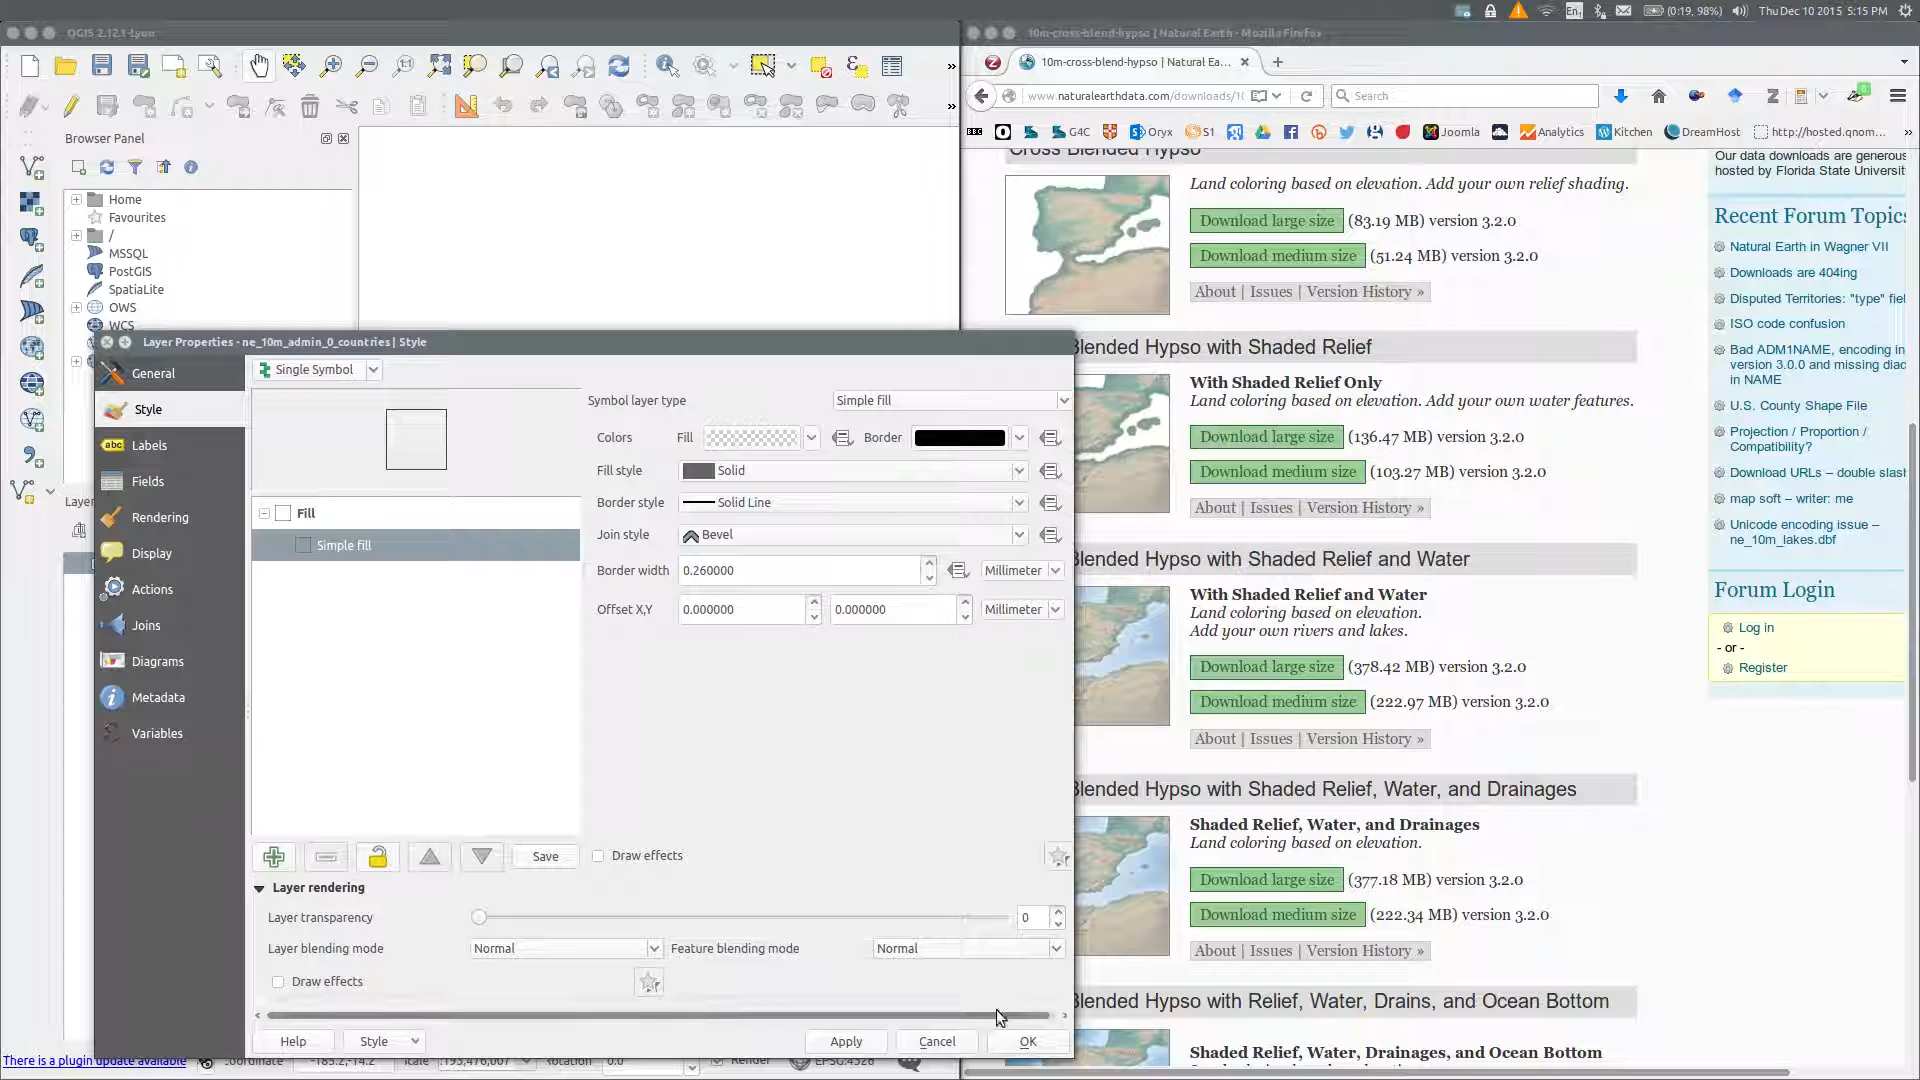 (0:19, 98%)
Thu Dec 10 2015 5:15 PM
En
QGIS 2.12.1-Lyon
10m-cross-blend-hypso | Natural Earth - Mozilla Firefox
10m-cross-blend-hypso | Natural Ea...
www.naturalearthdata.com/downloads/1
Search
BBC
G4C
Oryx
S1
Joomla
Analytics
Kitchen
DreamHost
http://hosted.qnom...
Browser Panel
Home
Favourites
/
MSSQL
PostGIS
SpatiaLite
OWS
WCS
Layer Properties - ne_10m_admin_0_countries | Style
General
Style
Labels
Fields
Rendering
Display
Actions
Joins
Diagrams
Metadata
Variables
Single Symbol
Fill
Simple fill
Symbol layer type
Simple fill
Colors
Fill
Border
Fill style
Solid
Border style
Solid Line
Join style
Bevel
Border width
0.260000
Millimeter
Offset X,Y
0.000000
0.000000
Millimeter
Save
Draw effects
Layer rendering
Layer transparency
0
Layer blending mode
Normal
Feature blending mode
Normal
Draw effects
Help
Style
Apply
Cancel
OK
There is a plugin update available
Cross Blended Hypso
Land coloring based on elevation. Add your own relief shading.
Download large size (83.19 MB) version 3.2.0
Download medium size (51.24 MB) version 3.2.0
About | Issues | Version History »
Blended Hypso with Shaded Relief
With Shaded Relief Only
Land coloring based on elevation. Add your own water features.
Download large size (136.47 MB) version 3.2.0
Download medium size (103.27 MB) version 3.2.0
About | Issues | Version History »
Blended Hypso with Shaded Relief and Water
With Shaded Relief and Water
Land coloring based on elevation.
Add your own rivers and lakes.
Download large size (378.42 MB) version 3.2.0
Download medium size (222.97 MB) version 3.2.0
About | Issues | Version History »
Blended Hypso with Shaded Relief, Water, and Drainages
Shaded Relief, Water, and Drainages
Land coloring based on elevation.
Download large size (377.18 MB) version 3.2.0
Download medium size (222.34 MB) version 3.2.0
About | Issues | Version History »
Blended Hypso with Relief, Water, Drains, and Ocean Bottom
Shaded Relief, Water, Drainages, and Ocean Bottom
Our data downloads are generous
hosted by Florida State Universit
Recent Forum Topics
Natural Earth in Wagner VII
Downloads are 404ing
Disputed Territories: "type" fiel
ISO code confusion
Bad ADM1NAME, encoding in
version 3.0.0 and missing diac
in NAME
U.S. County Shape File
Projection / Proportion /
Compatibility?
Download URLs – double slash
map soft – writer: me
Unicode encoding issue –
ne_10m_lakes.dbf
Forum Login
Log in
- or -
Register